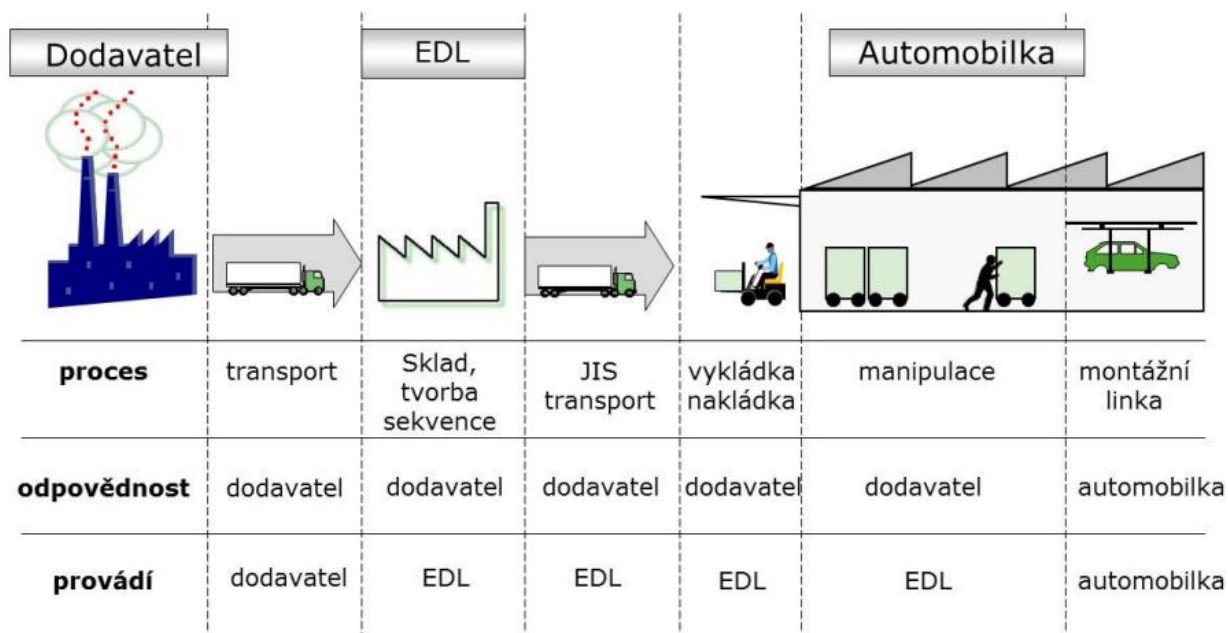 Dodavatel
EDL
Automobilka
proces
transport
Sklad,
tvorba
sekvence
JIS
transport
vykládka
nakládka
manipulace
montážní
linka
odpovědnost
dodavatel
dodavatel
dodavatel
dodavatel
dodavatel
automobilka
provádí
dodavatel
EDL
EDL
EDL
EDL
automobilka